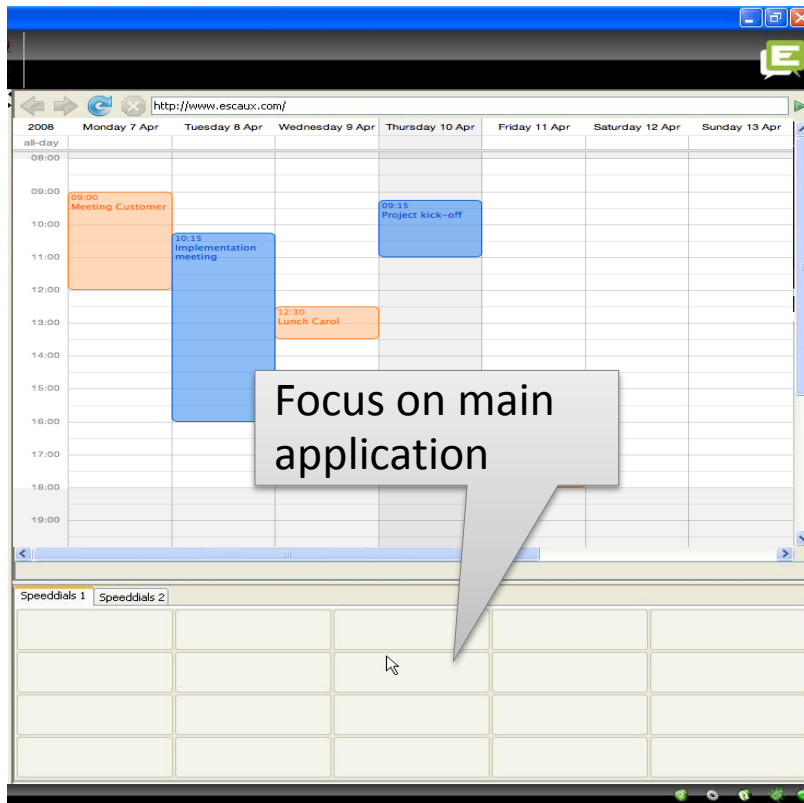 E
http://www.escaux.com/
2008 Monday 7 Apr Tuesday 8 Apr Wednesday 9 Apr Thursday 10 Apr Friday 11 Apr Saturday 12 Apr Sunday 13 Apr
all-day
08:00
09:00
09:00
Meeting Customer
09:15
Project kick-off
10:00
10:15
Implementation
meeting
11:00
12:00
12:30
Lunch Carol
13:00
14:00
15:00
Focus on main
application
16:00
17:00
18:00
19:00
Speeddials 1 Speeddials 2